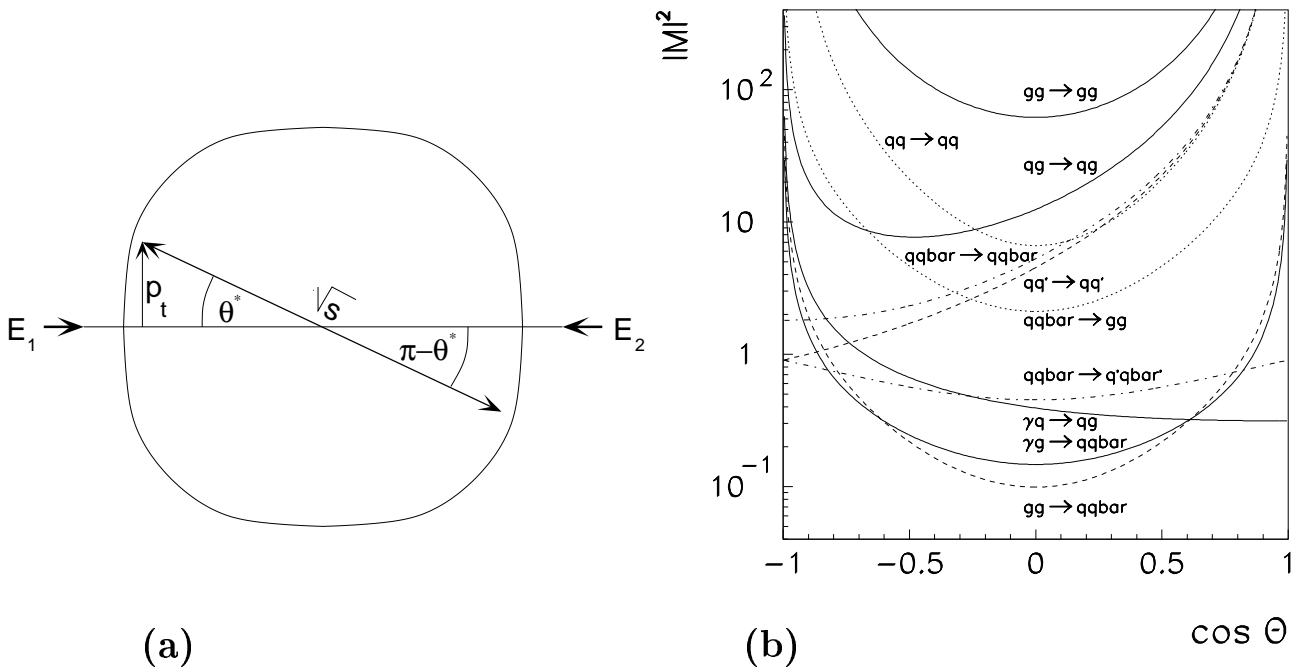 E₁
p_t
θ*
√s
π−θ*
E₂
(a)
|M|²
10²
10
1
10⁻¹
gg → gg
qq → qq
qg → qg
qqbar → qqbar
qq' → qq'
qqbar → gg
qqbar → q'qbar'
γq → qg
γg → qqbar
gg → qqbar
−1 −0.5 0 0.5 1
cos Θ
(b)